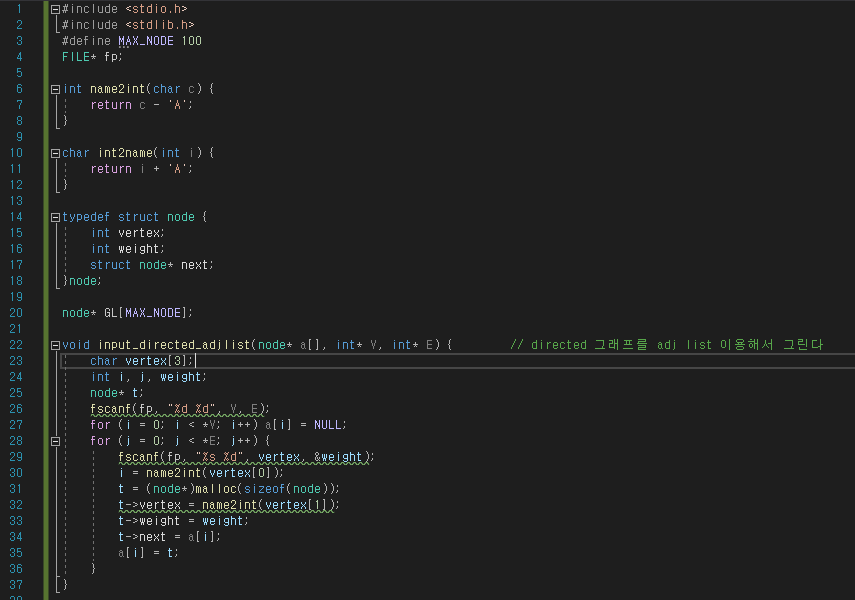 1 #include <stdio.h>
2 #include <stdlib.h>
3 #define MAX_NODE 100
4 FILE* fp;
5
6 int name2int(char c) {
7 return c - 'A';
8 }
9
10 char int2name(int i) {
11 return i + 'A';
12 }
13
14 typedef struct node {
15 int vertex;
16 int weight;
17 struct node* next;
18 }node;
19
20 node* GL[MAX_NODE];
21
22 void input_directed_adjlist(node* a[], int* V, int* E) { // directed 그래프를 adj list 이용해서 그린다
23 char vertex[3];
24 int i, j, weight;
25 node* t;
26 fscanf(fp, "%d %d", V, E);
27 for (i = 0; i < *V; i++) a[i] = NULL;
28 for (j = 0; j < *E; j++) {
29 fscanf(fp, "%s %d", vertex, &weight);
30 i = name2int(vertex[0]);
31 t = (node*)malloc(sizeof(node));
32 t->vertex = name2int(vertex[1]);
33 t->weight = weight;
34 t->next = a[i];
35 a[i] = t;
36 }
37 }
38